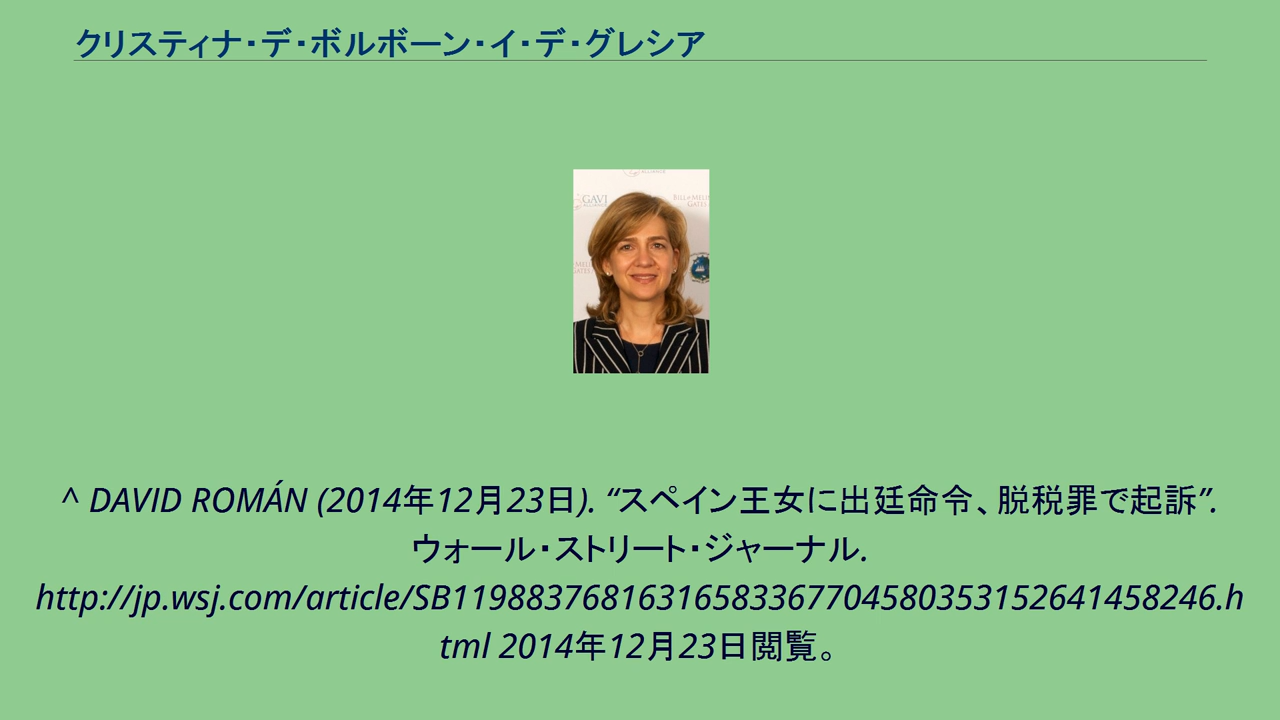 クリスティナ・デ・ボルボーン・イ・デ・グレシア
GAVI
BILL & MELIN
GATES
^ DAVID ROMÁN (2014年12月23日). “スペイン王女に出廷命令、脱税罪で起訴”.
ウォール・ストリート・ジャーナル.
http://jp.wsj.com/article/SB11988376816316583367704580353152641458246.h
tml 2014年12月23日閲覧。